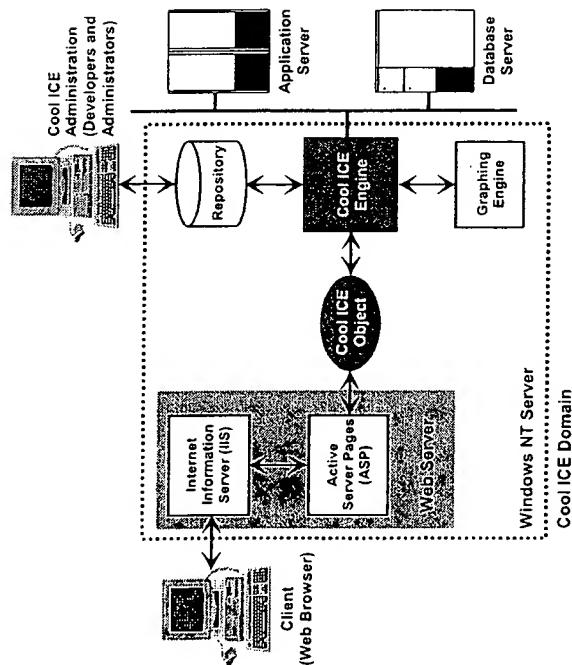 Cool ICE
Administration
(Developers and
Administrators)
Application
Server
Database
Server
Repository
Cool ICE
Engine
Graphing
Engine
Cool ICE
Object
Internet
Information
Server (IIS)
Active
Server Pages
(ASP)
Web Server
Client
(Web Browser)
Windows NT Server
Cool ICE Domain